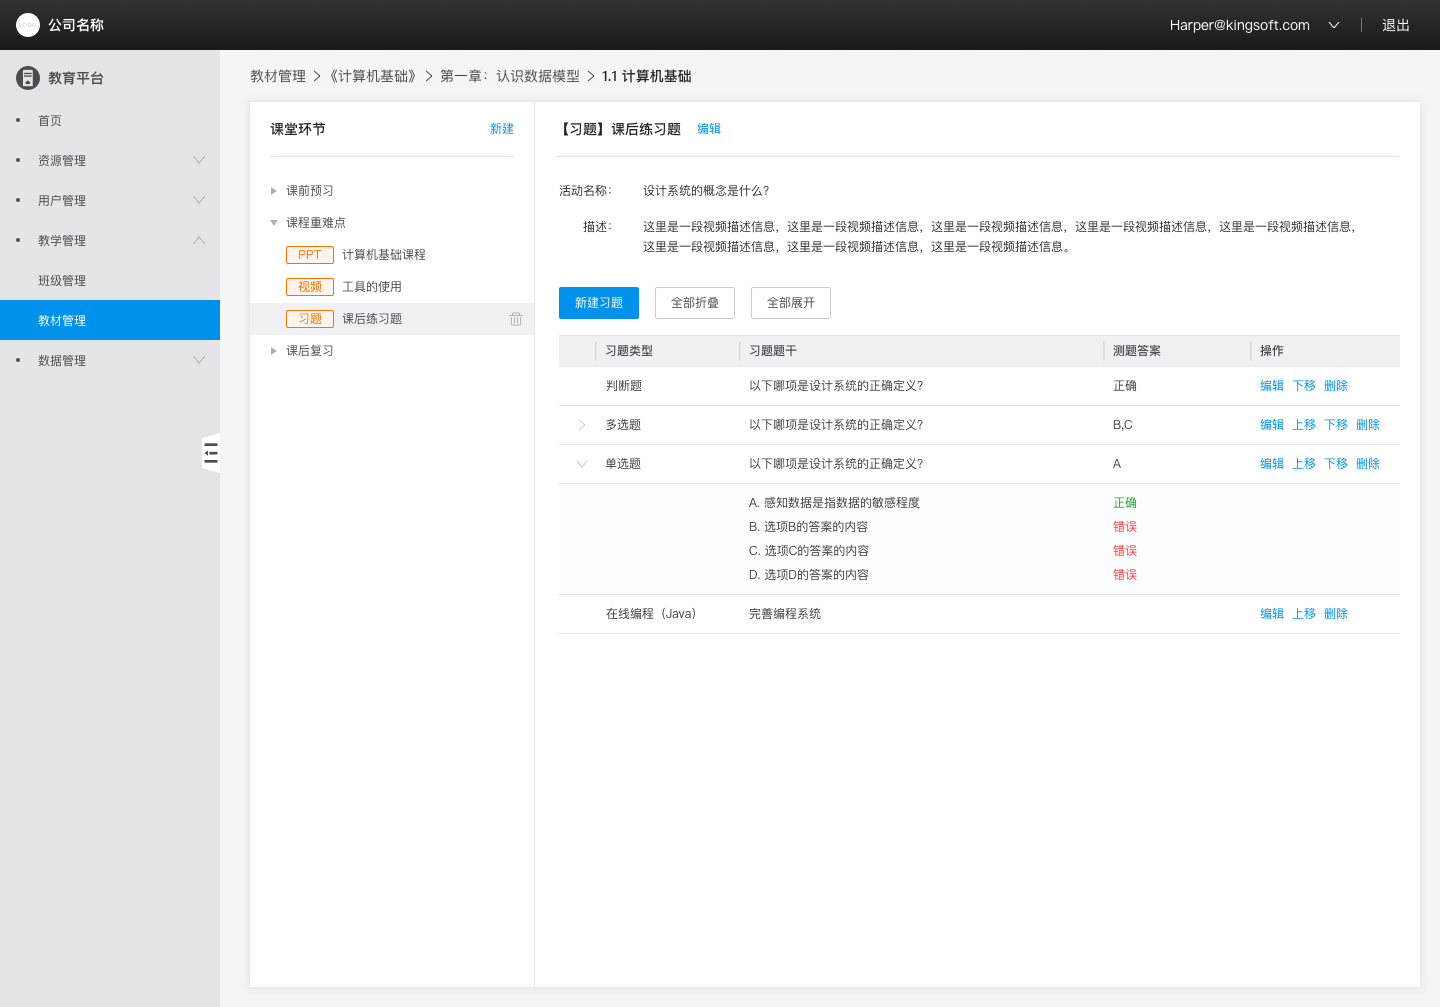 公司名称
Harper@kingsoft.com 退出
教育平台
首页
资源管理
用户管理
教学管理
班级管理
教材管理
数据管理
教材管理 > 《计算机基础》 > 第一章：认识数据模型 > 1.1 计算机基础
课堂环节 新建
课前预习
课程重难点
PPT 计算机基础课程
视频 工具的使用
习题 课后练习题
课后复习
【习题】课后练习题 编辑
活动名称： 设计系统的概念是什么？
描述： 这里是一段视频描述信息，这里是一段视频描述信息，这里是一段视频描述信息，这里是一段视频描述信息，这里是一段视频描述信息，
这里是一段视频描述信息，这里是一段视频描述信息，这里是一段视频描述信息。
新建习题 全部折叠 全部展开
习题类型 习题题干 测题答案 操作
判断题 以下哪项是设计系统的正确定义？ 正确 编辑 下移 删除
多选题 以下哪项是设计系统的正确定义？ B,C 编辑 上移 下移 删除
单选题 以下哪项是设计系统的正确定义？ A 编辑 上移 下移 删除
A. 感知数据是指数据的敏感程度 正确
B. 选项B的答案的内容 错误
C. 选项C的答案的内容 错误
D. 选项D的答案的内容 错误
在线编程（Java） 完善编程系统 编辑 上移 删除